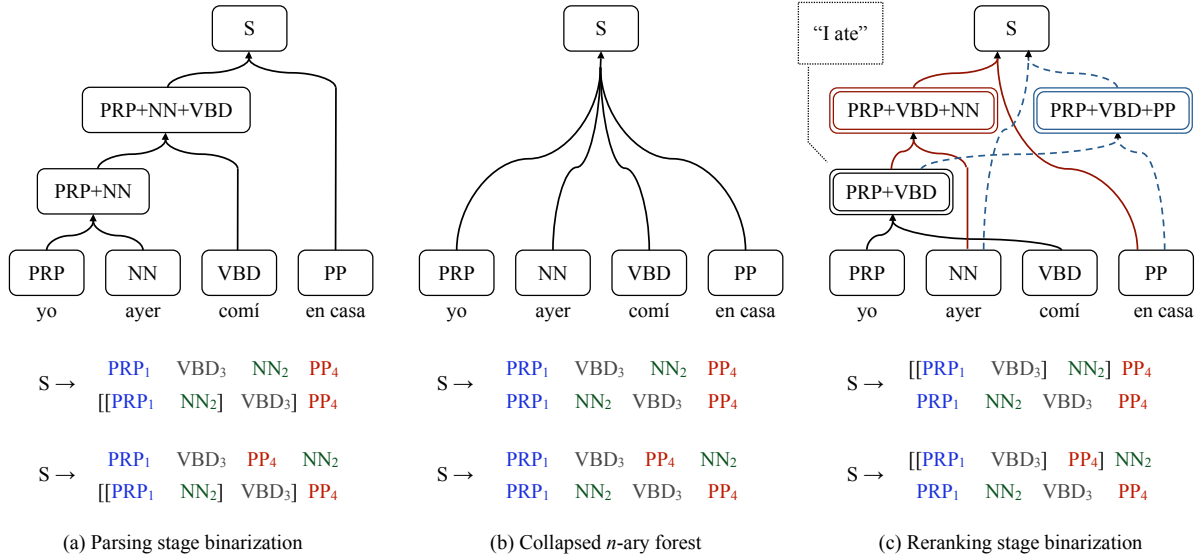 S
PRP+NN+VBD
PRP+NN
PRP NN VBD PP
yo ayer comí en casa
S → PRP₁ VBD₃ NN₂ PP₄
[[PRP₁ NN₂] VBD₃] PP₄
S → PRP₁ VBD₃ PP₄ NN₂
[[PRP₁ NN₂] VBD₃] PP₄
(a) Parsing stage binarization
S
PRP NN VBD PP
yo ayer comí en casa
S → PRP₁ VBD₃ NN₂ PP₄
PRP₁ NN₂ VBD₃ PP₄
S → PRP₁ VBD₃ PP₄ NN₂
PRP₁ NN₂ VBD₃ PP₄
(b) Collapsed n-ary forest
“I ate”
S
PRP+VBD+NN PRP+VBD+PP
PRP+VBD
PRP NN VBD PP
yo ayer comí en casa
S → [[PRP₁ VBD₃] NN₂] PP₄
PRP₁ NN₂ VBD₃ PP₄
S → [[PRP₁ VBD₃] PP₄] NN₂
PRP₁ NN₂ VBD₃ PP₄
(c) Reranking stage binarization